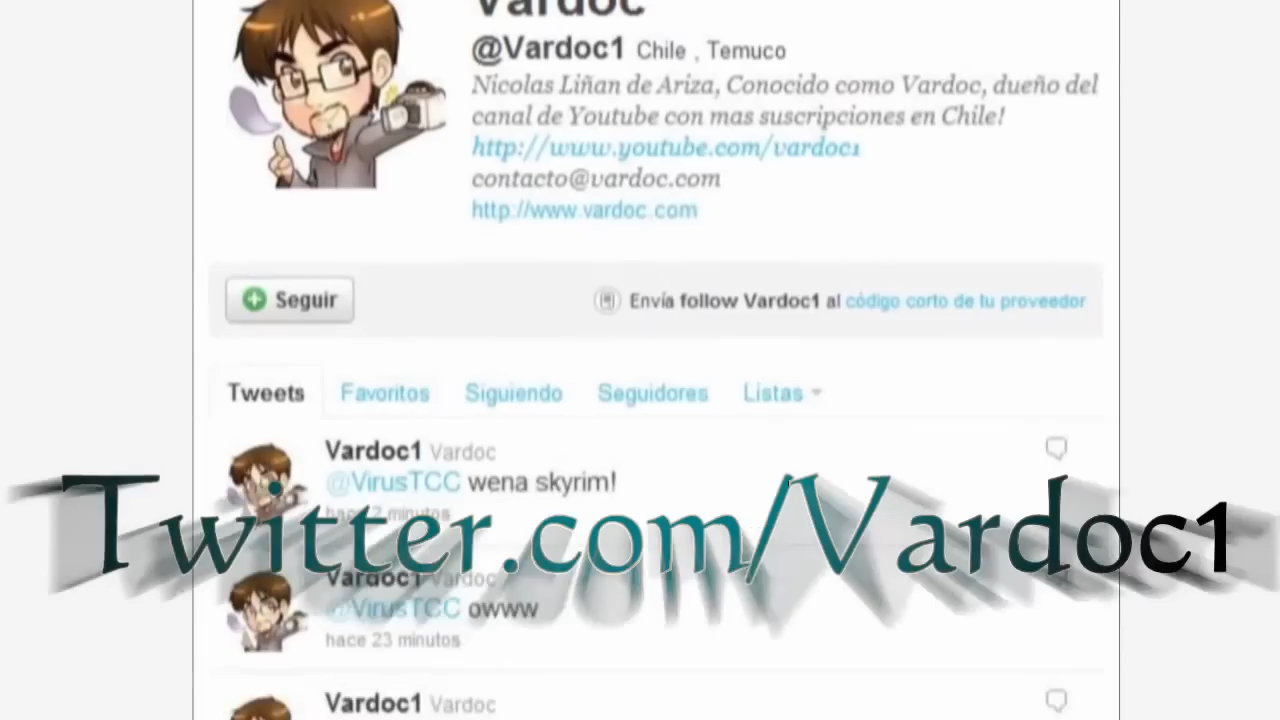 Vardoc
@Vardoc1 Chile , Temuco
Nicolas Liñan de Ariza, Conocido como Vardoc, dueño del
canal de Youtube con mas suscripciones en Chile!
http://www.youtube.com/vardoc1
contacto@vardoc.com
http://www.vardoc.com
Seguir
Envía follow Vardoc1 al código corto de tu proveedor
Tweets Favoritos Siguiendo Seguidores Listas
Vardoc1 Vardoc
@VirusTCC wena skyrim!
hace 2 minutos
Twitter.com/Vardoc1
Vardoc1 Vardoc
@VirusTCC owww
hace 23 minutos
Vardoc1 Vardoc